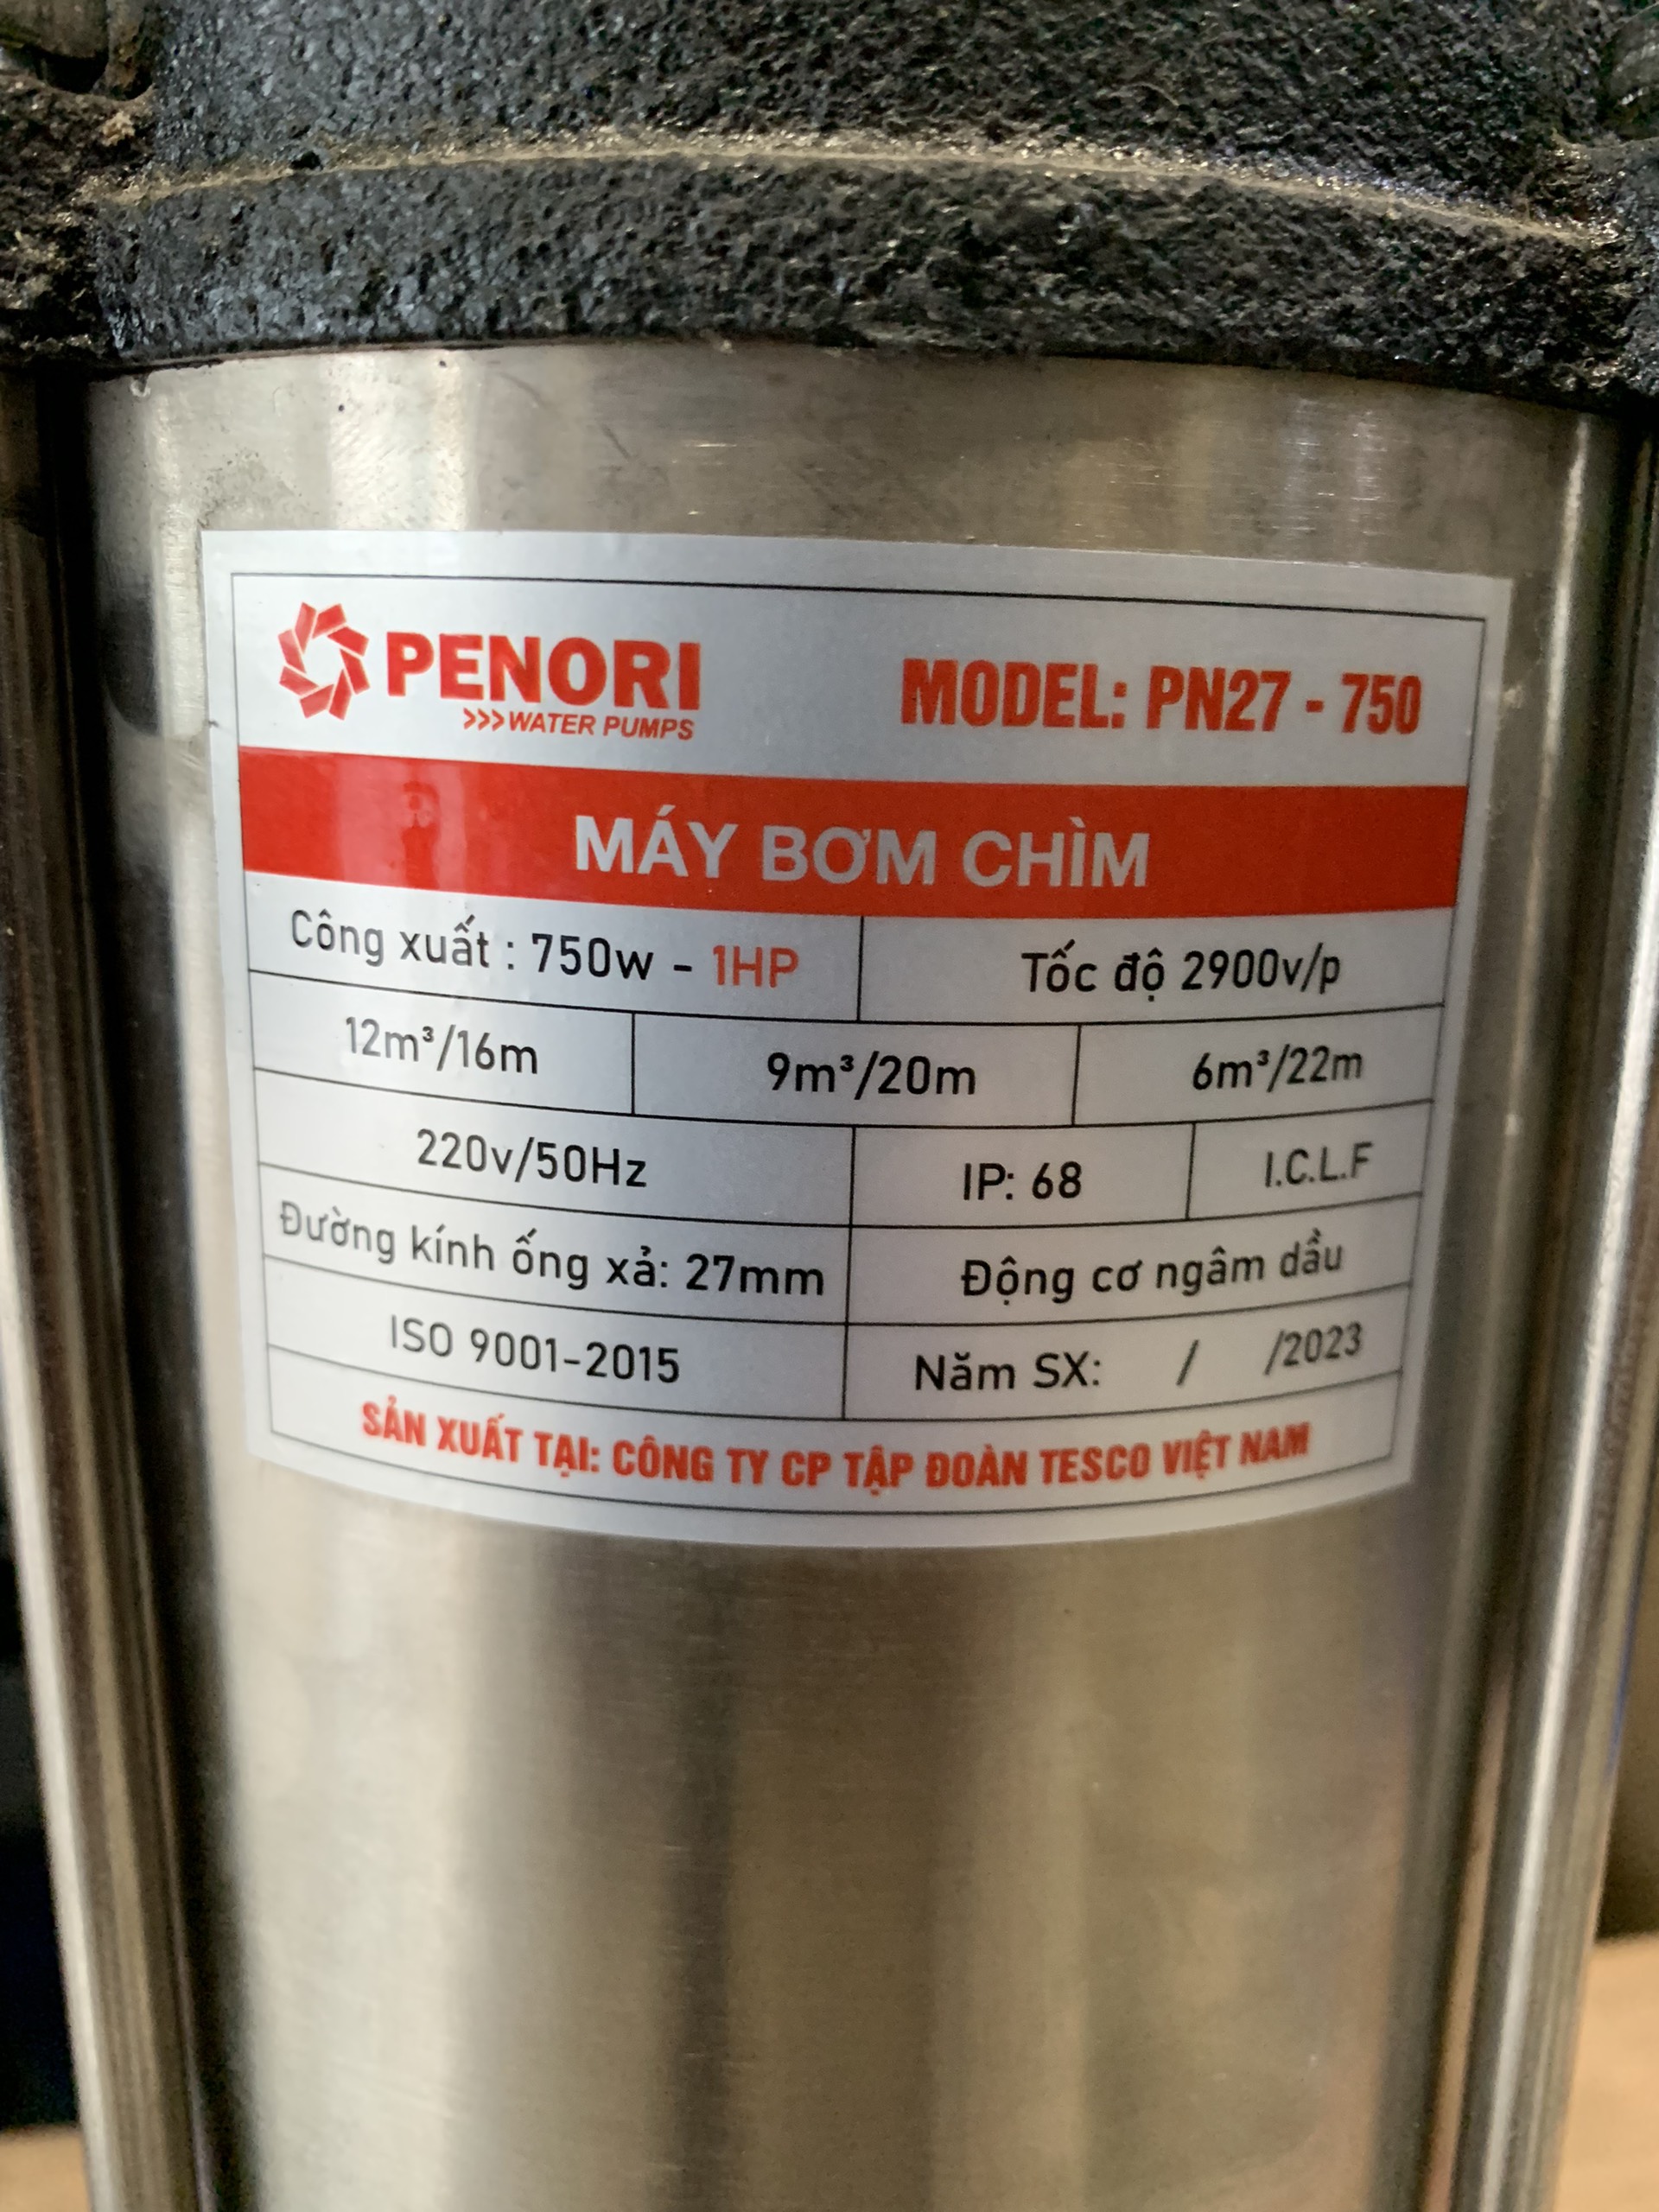 PENORI
>>>WATER PUMPS
MODEL: PN27 - 750
MÁY BƠM CHÌM
Công xuất : 750w - 1HP
Tốc độ 2900v/p
12m³/16m
9m³/20m
6m³/22m
220v/50Hz
IP: 68
I.C.L.F
Đường kính ống xả: 27mm
Động cơ ngâm dầu
ISO 9001-2015
Năm SX: / /2023
SẢN XUẤT TẠI: CÔNG TY CP TẬP ĐOÀN TESCO VIỆT NAM